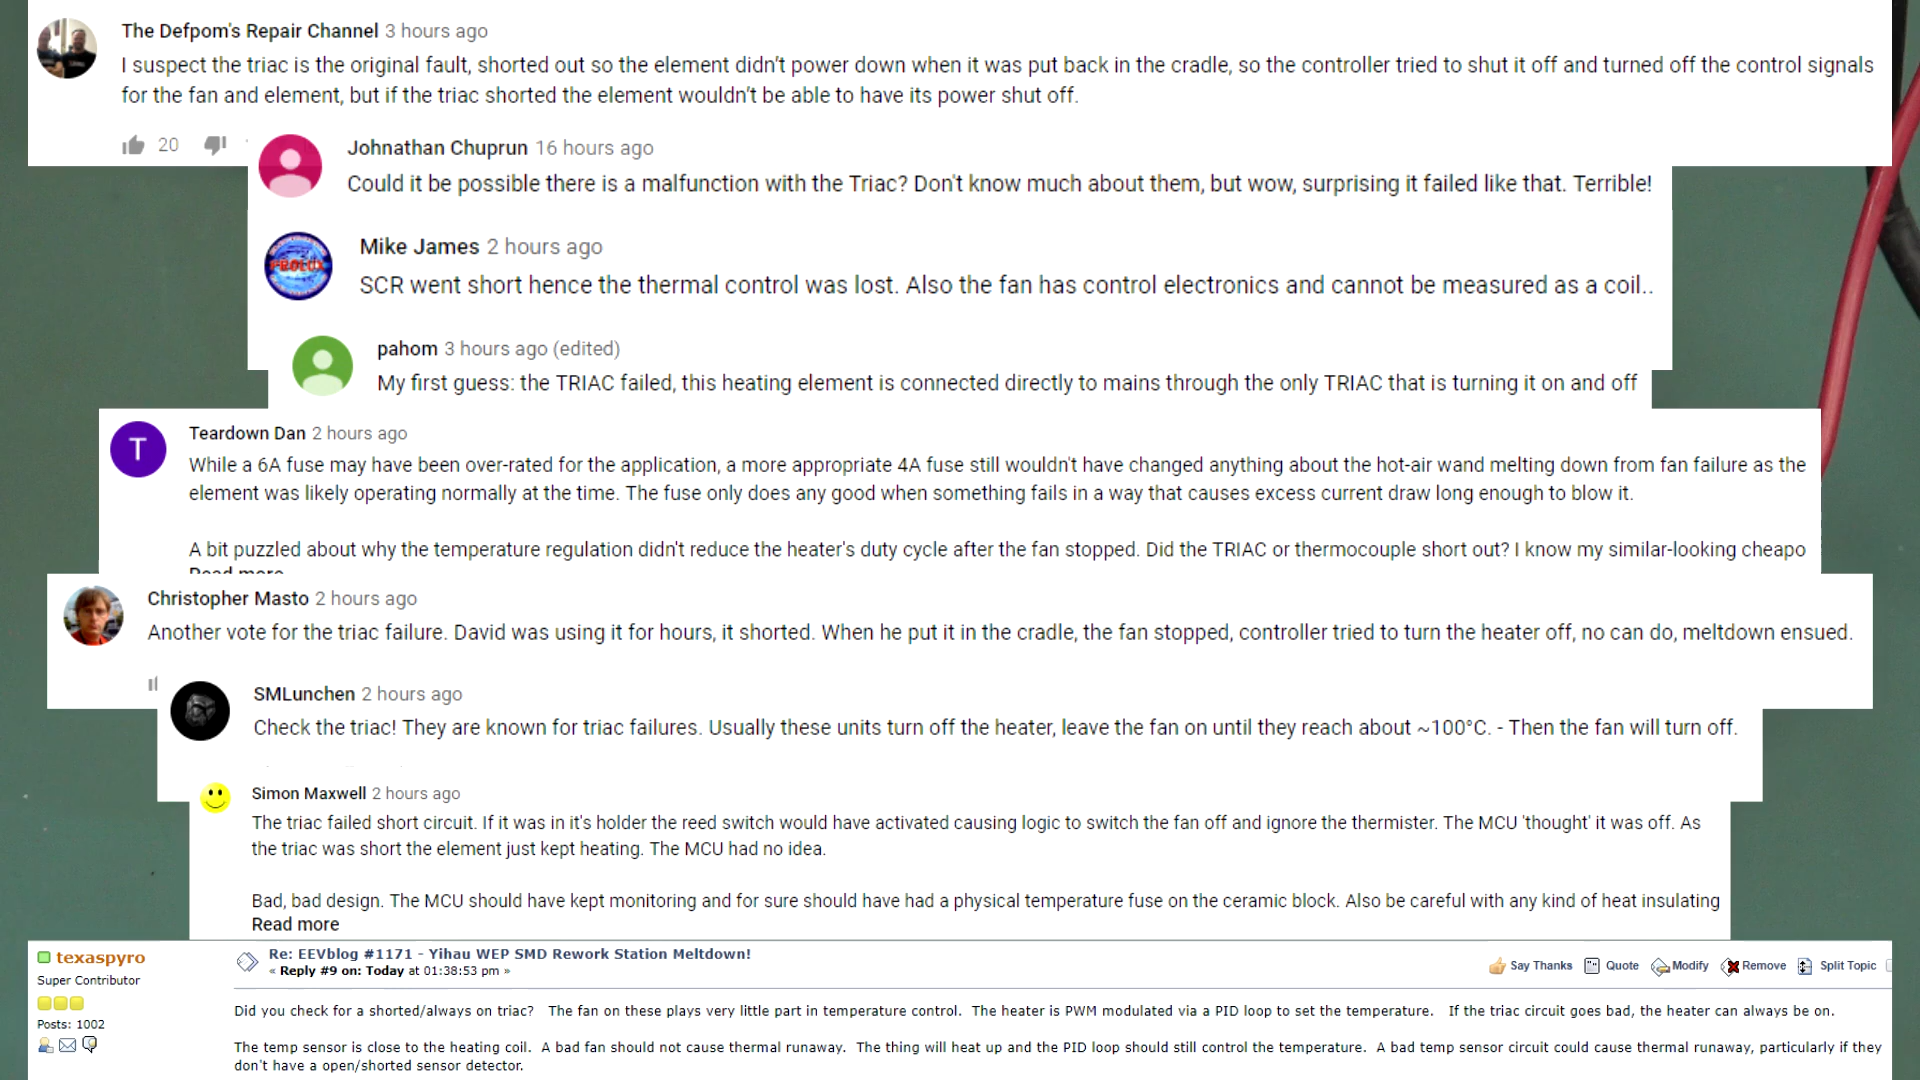 The Defpom's Repair Channel 3 hours ago
I suspect the triac is the original fault, shorted out so the element didn't power down when it was put back in the cradle, so the controller tried to shut it off and turned off the control signals
for the fan and element, but if the triac shorted the element wouldn't be able to have its power shut off.
20
Johnathan Chuprun 16 hours ago
Could it be possible there is a malfunction with the Triac? Don't know much about them, but wow, surprising it failed like that. Terrible!
PROLUX
Mike James 2 hours ago
SCR went short hence the thermal control was lost. Also the fan has control electronics and cannot be measured as a coil..
pahom 3 hours ago (edited)
My first guess: the TRIAC failed, this heating element is connected directly to mains through the only TRIAC that is turning it on and off
T
Teardown Dan 2 hours ago
While a 6A fuse may have been over-rated for the application, a more appropriate 4A fuse still wouldn't have changed anything about the hot-air wand melting down from fan failure as the
element was likely operating normally at the time. The fuse only does any good when something fails in a way that causes excess current draw long enough to blow it.
A bit puzzled about why the temperature regulation didn't reduce the heater's duty cycle after the fan stopped. Did the TRIAC or thermocouple short out? I know my similar-looking cheapo
Read more
Christopher Masto 2 hours ago
Another vote for the triac failure. David was using it for hours, it shorted. When he put it in the cradle, the fan stopped, controller tried to turn the heater off, no can do, meltdown ensued.
SMLunchen 2 hours ago
Check the triac! They are known for triac failures. Usually these units turn off the heater, leave the fan on until they reach about ~100°C. - Then the fan will turn off.
Simon Maxwell 2 hours ago
The triac failed short circuit. If it was in it's holder the reed switch would have activated causing logic to switch the fan off and ignore the thermister. The MCU 'thought' it was off. As
the triac was short the element just kept heating. The MCU had no idea.
Bad, bad design. The MCU should have kept monitoring and for sure should have had a physical temperature fuse on the ceramic block. Also be careful with any kind of heat insulating
Read more
texaspyro
Super Contributor
Posts: 1002
Re: EEVblog #1171 - Yihau WEP SMD Rework Station Meltdown!
« Reply #9 on: Today at 01:38:53 pm »
Say Thanks Quote Modify Remove Split Topic
Did you check for a shorted/always on triac? The fan on these plays very little part in temperature control. The heater is PWM modulated via a PID loop to set the temperature. If the triac circuit goes bad, the heater can always be on.
The temp sensor is close to the heating coil. A bad fan should not cause thermal runaway. The thing will heat up and the PID loop should still control the temperature. A bad temp sensor circuit could cause thermal runaway, particularly if they
don't have a open/shorted sensor detector.